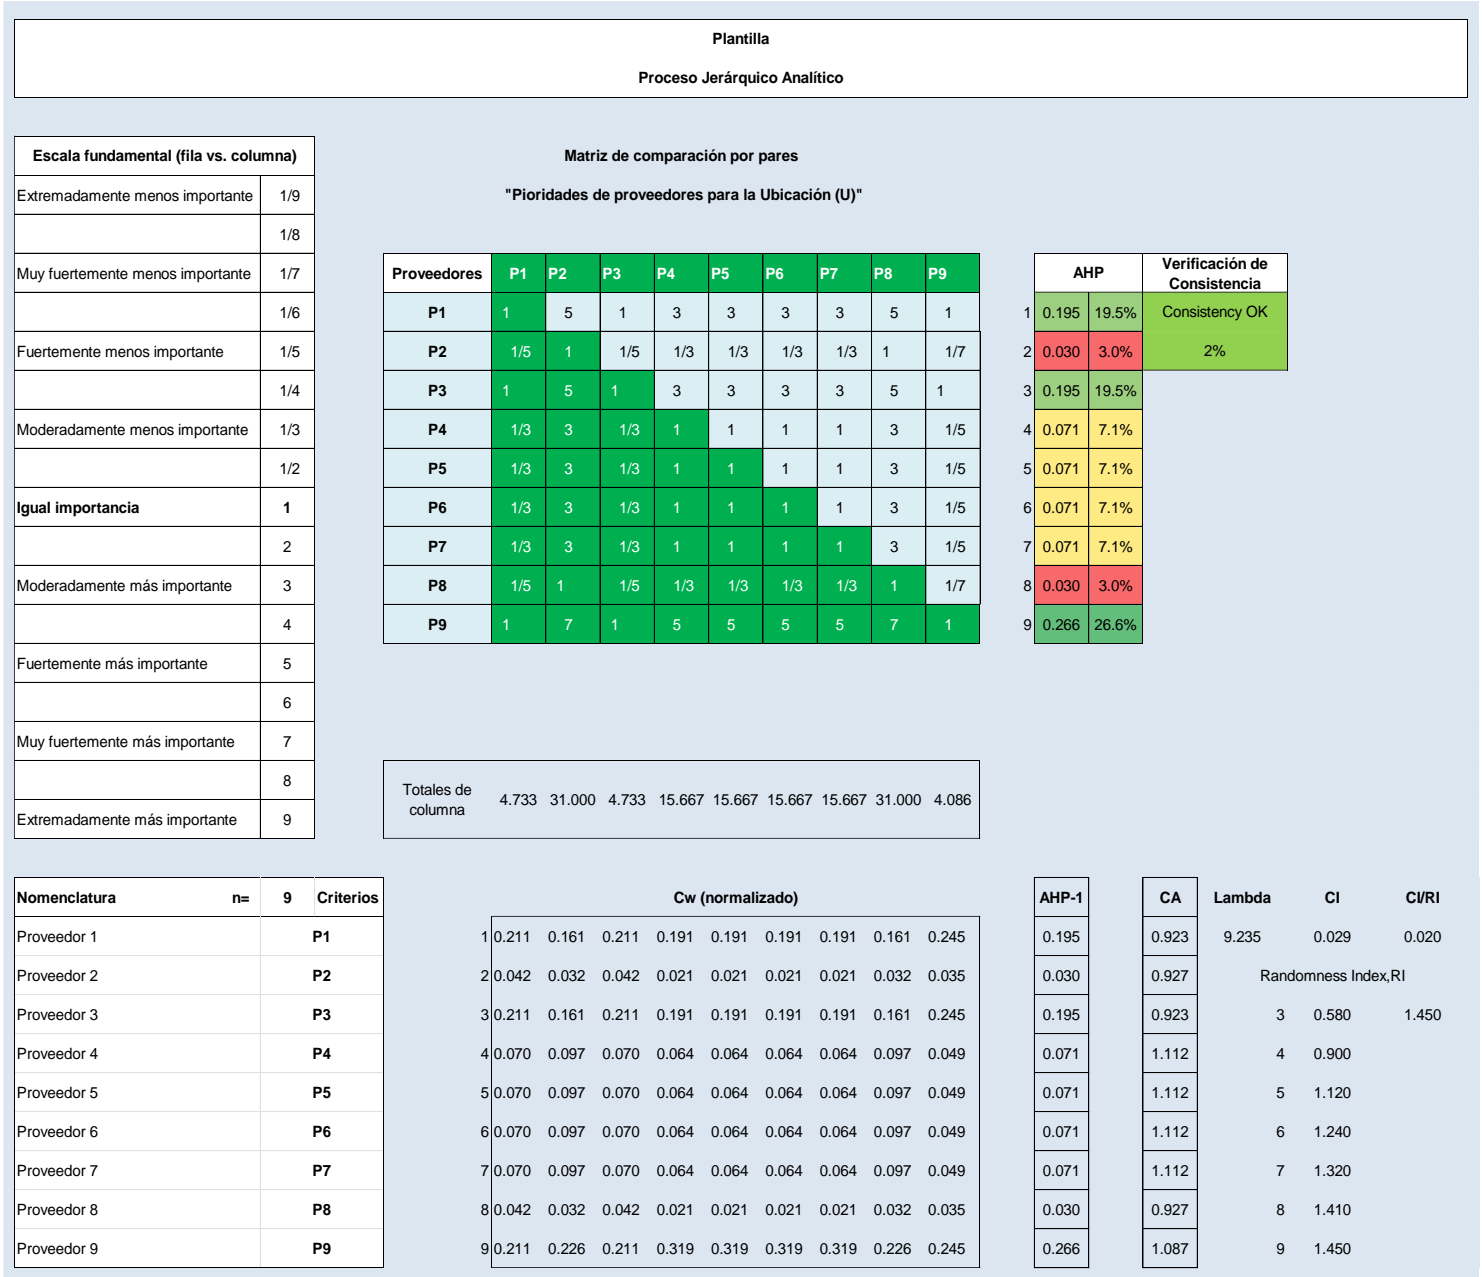 Plantilla
Proceso Jerárquico Analítico
Escala fundamental (fila vs. columna)
Extremadamente menos importante 1/9
1/8
Muy fuertemente menos importante 1/7
1/6
Fuertemente menos importante 1/5
1/4
Moderadamente menos importante 1/3
1/2
Igual importancia 1
2
Moderadamente más importante 3
4
Fuertemente más importante 5
6
Muy fuertemente más importante 7
8
Extremadamente más importante 9
Matriz de comparación por pares
"Pioridades de proveedores para la Ubicación (U)"
Proveedores P1 P2 P3 P4 P5 P6 P7 P8 P9
P1 1 5 1 3 3 3 3 5 1
P2 1/5 1 1/5 1/3 1/3 1/3 1/3 1 1/7
P3 1 5 1 3 3 3 3 5 1
P4 1/3 3 1/3 1 1 1 1 3 1/5
P5 1/3 3 1/3 1 1 1 1 3 1/5
P6 1/3 3 1/3 1 1 1 1 3 1/5
P7 1/3 3 1/3 1 1 1 1 3 1/5
P8 1/5 1 1/5 1/3 1/3 1/3 1/3 1 1/7
P9 1 7 1 5 5 5 5 7 1
AHP
Verificación de
Consistencia
1 0.195 19.5% Consistency OK
2 0.030 3.0% 2%
3 0.195 19.5%
4 0.071 7.1%
5 0.071 7.1%
6 0.071 7.1%
7 0.071 7.1%
8 0.030 3.0%
9 0.266 26.6%
Totales de
columna
4.733 31.000 4.733 15.667 15.667 15.667 15.667 31.000 4.086
Nomenclatura n= 9 Criterios
Proveedor 1 P1
Proveedor 2 P2
Proveedor 3 P3
Proveedor 4 P4
Proveedor 5 P5
Proveedor 6 P6
Proveedor 7 P7
Proveedor 8 P8
Proveedor 9 P9
Cw (normalizado)
1 0.211 0.161 0.211 0.191 0.191 0.191 0.191 0.161 0.245
2 0.042 0.032 0.042 0.021 0.021 0.021 0.021 0.032 0.035
3 0.211 0.161 0.211 0.191 0.191 0.191 0.191 0.161 0.245
4 0.070 0.097 0.070 0.064 0.064 0.064 0.064 0.097 0.049
5 0.070 0.097 0.070 0.064 0.064 0.064 0.064 0.097 0.049
6 0.070 0.097 0.070 0.064 0.064 0.064 0.064 0.097 0.049
7 0.070 0.097 0.070 0.064 0.064 0.064 0.064 0.097 0.049
8 0.042 0.032 0.042 0.021 0.021 0.021 0.021 0.032 0.035
9 0.211 0.226 0.211 0.319 0.319 0.319 0.319 0.226 0.245
AHP-1
0.195
0.030
0.195
0.071
0.071
0.071
0.071
0.030
0.266
CA
0.923
0.927
0.923
1.112
1.112
1.112
1.112
0.927
1.087
Lambda CI CI/RI
9.235 0.029 0.020
Randomness Index,RI
3 0.580 1.450
4 0.900
5 1.120
6 1.240
7 1.320
8 1.410
9 1.450